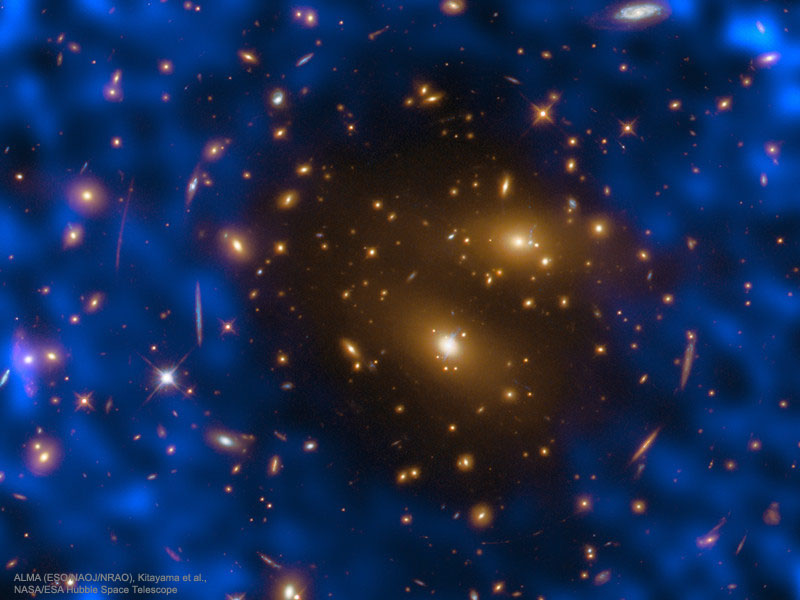 ALMA (ESO/NAOJ/NRAO), Kitayama et al.,
NASA/ESA Hubble Space Telescope